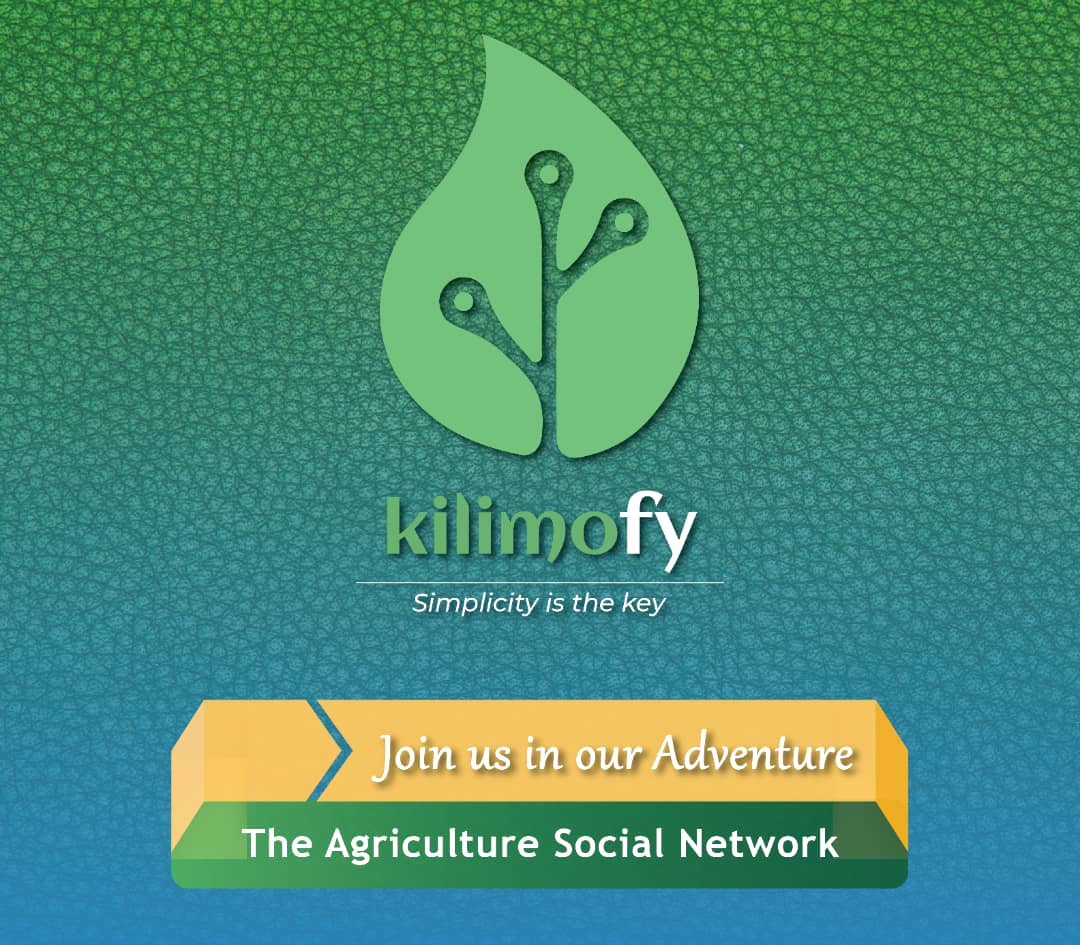 kilimofy
Simplicity is the key
Join us in our Adventure
The Agriculture Social Network